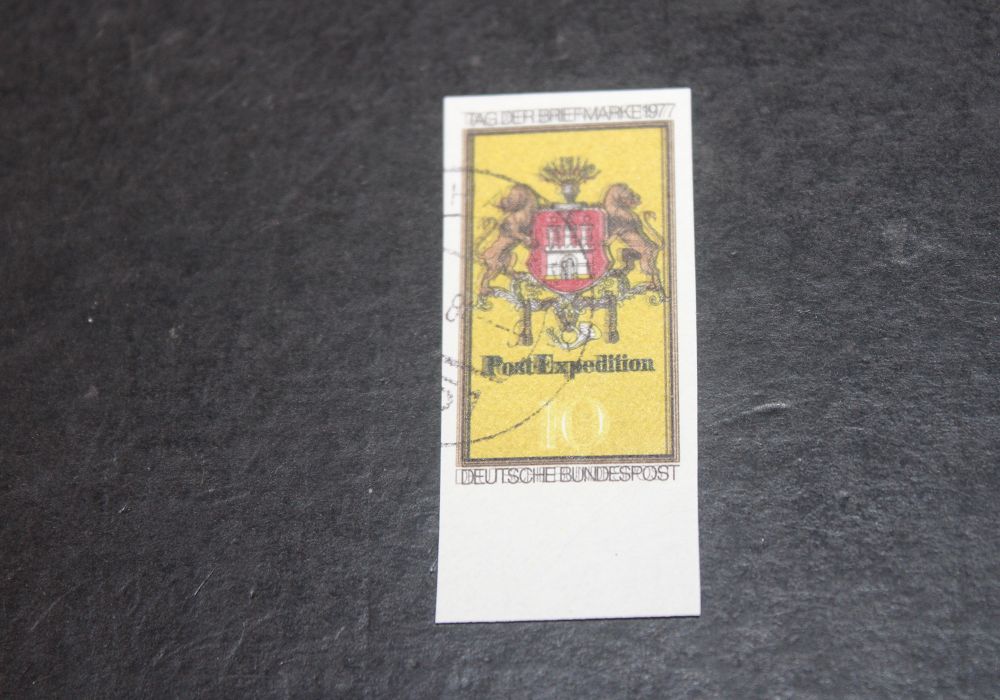 TAG DER BRIEFMARKE 1977
Post-Expedition
10
DEUTSCHE BUNDESPOST